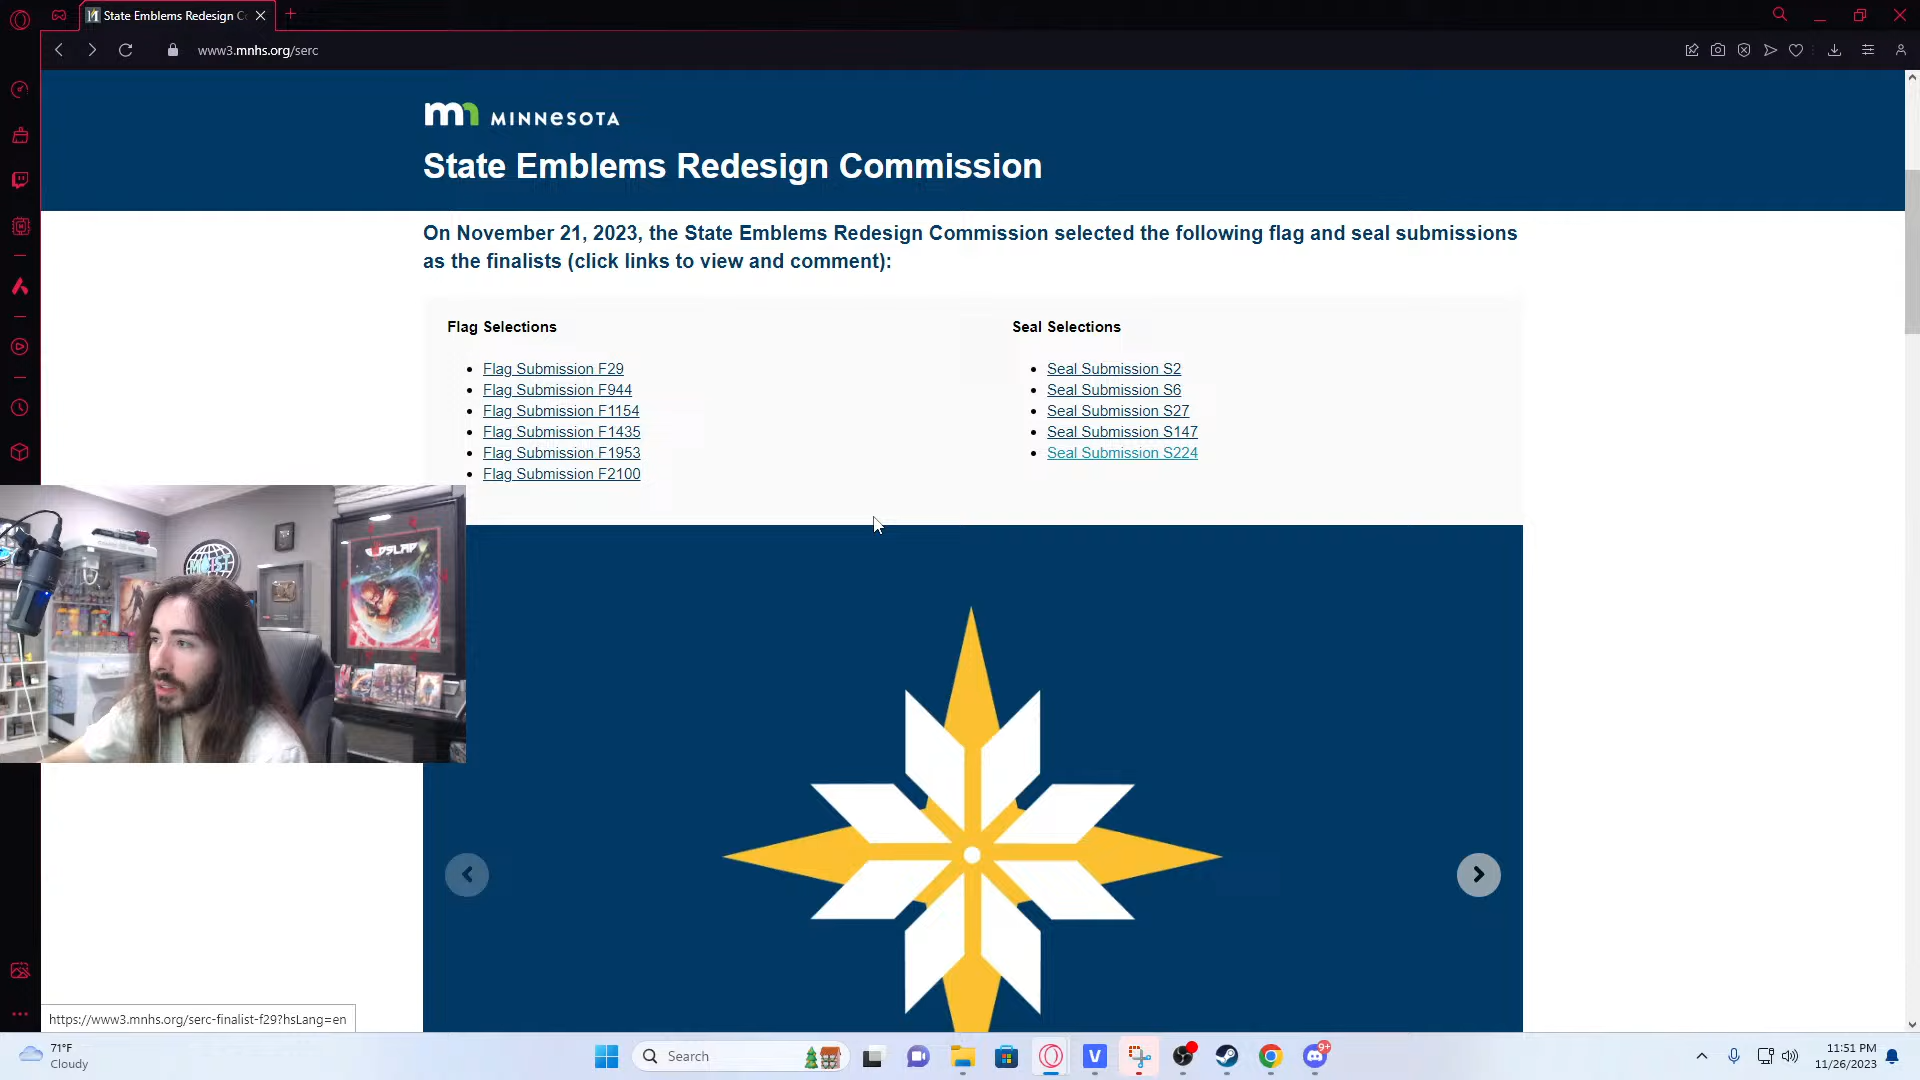 State Emblems Redesign Co
www3.mnhs.org/serc
mn MINNESOTA
State Emblems Redesign Commission
On November 21, 2023, the State Emblems Redesign Commission selected the following flag and seal submissions
as the finalists (click links to view and comment):
Flag Selections
Flag Submission F29
Flag Submission F944
Flag Submission F1154
Flag Submission F1435
Flag Submission F1953
Flag Submission F2100
Seal Selections
Seal Submission S2
Seal Submission S6
Seal Submission S27
Seal Submission S147
Seal Submission S224
MOIST
https://www3.mnhs.org/serc-finalist-f29?hsLang=en
71°F
Cloudy
Search
V
9+
11:51 PM
11/26/2023